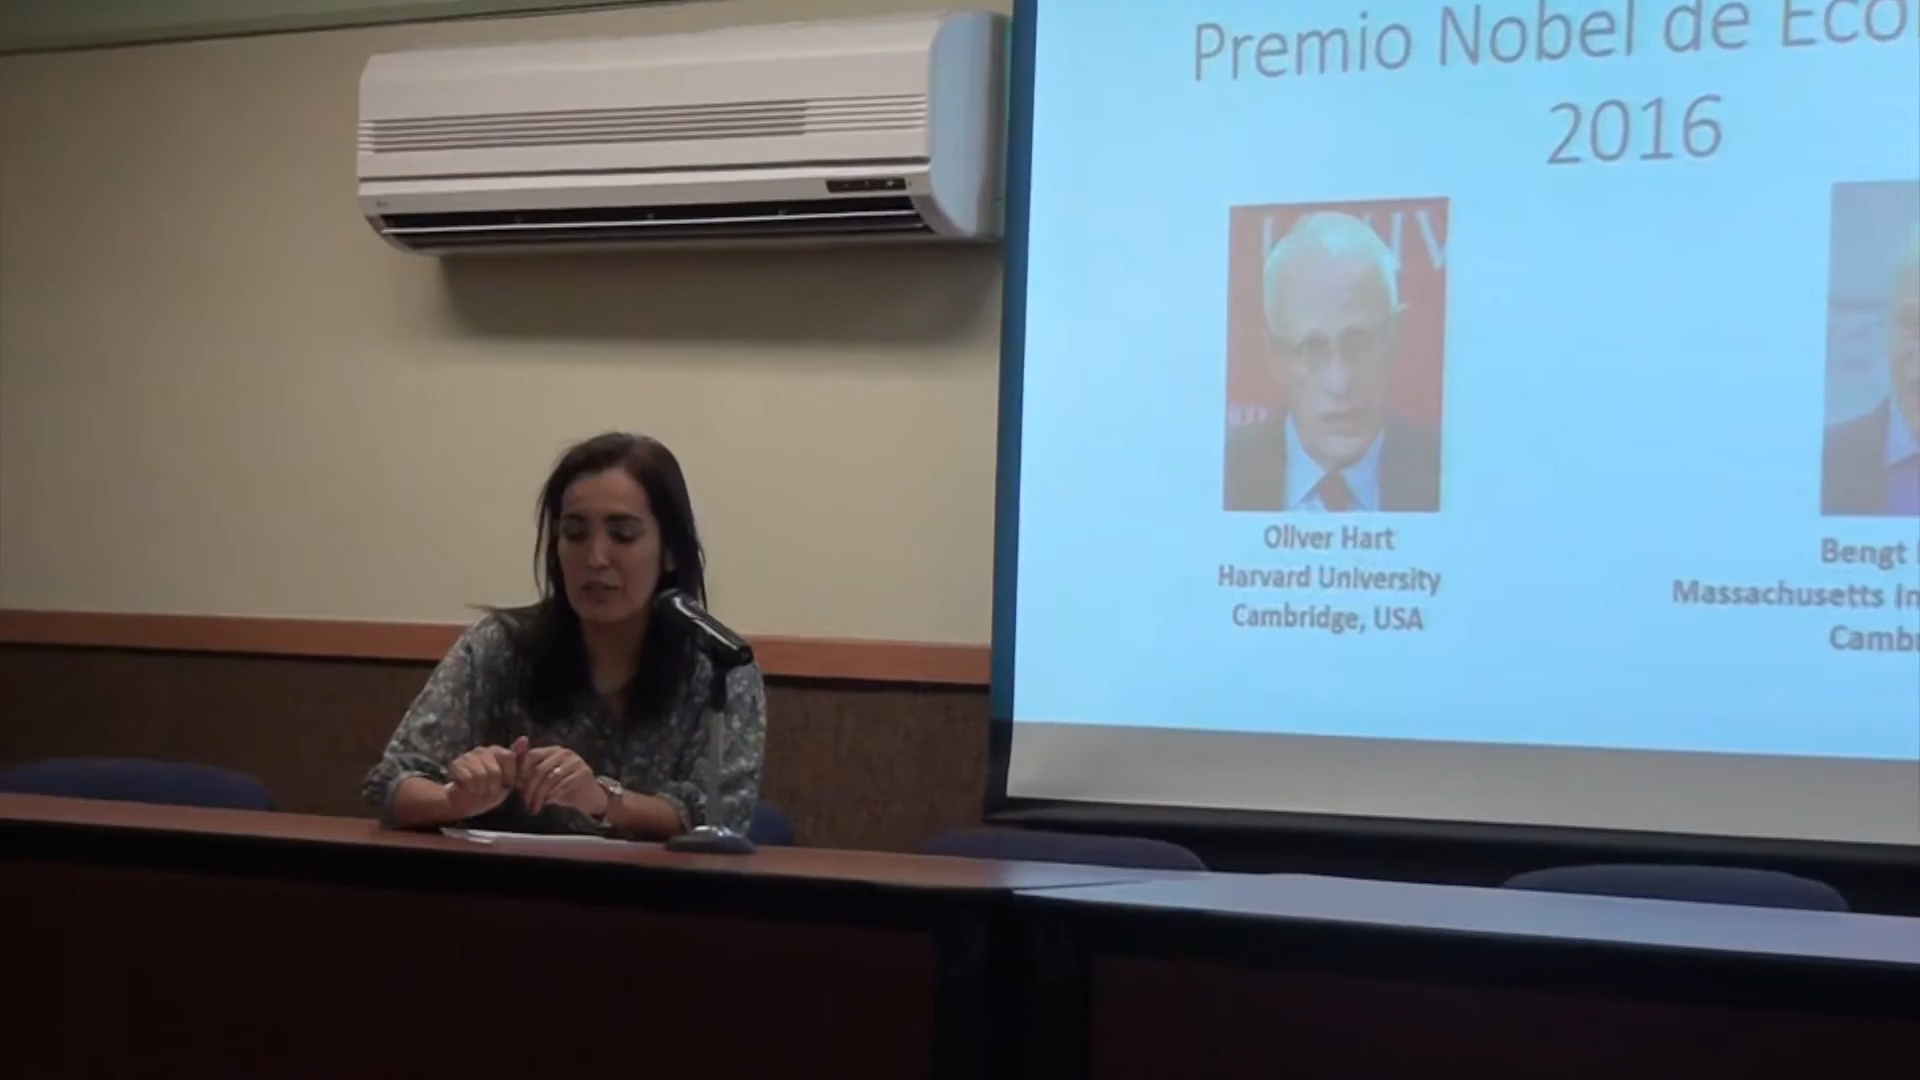 Premio Nobel de Eco
2016
Oliver Hart
Harvard University
Cambridge, USA
Bengt
Massachusetts In
Camb